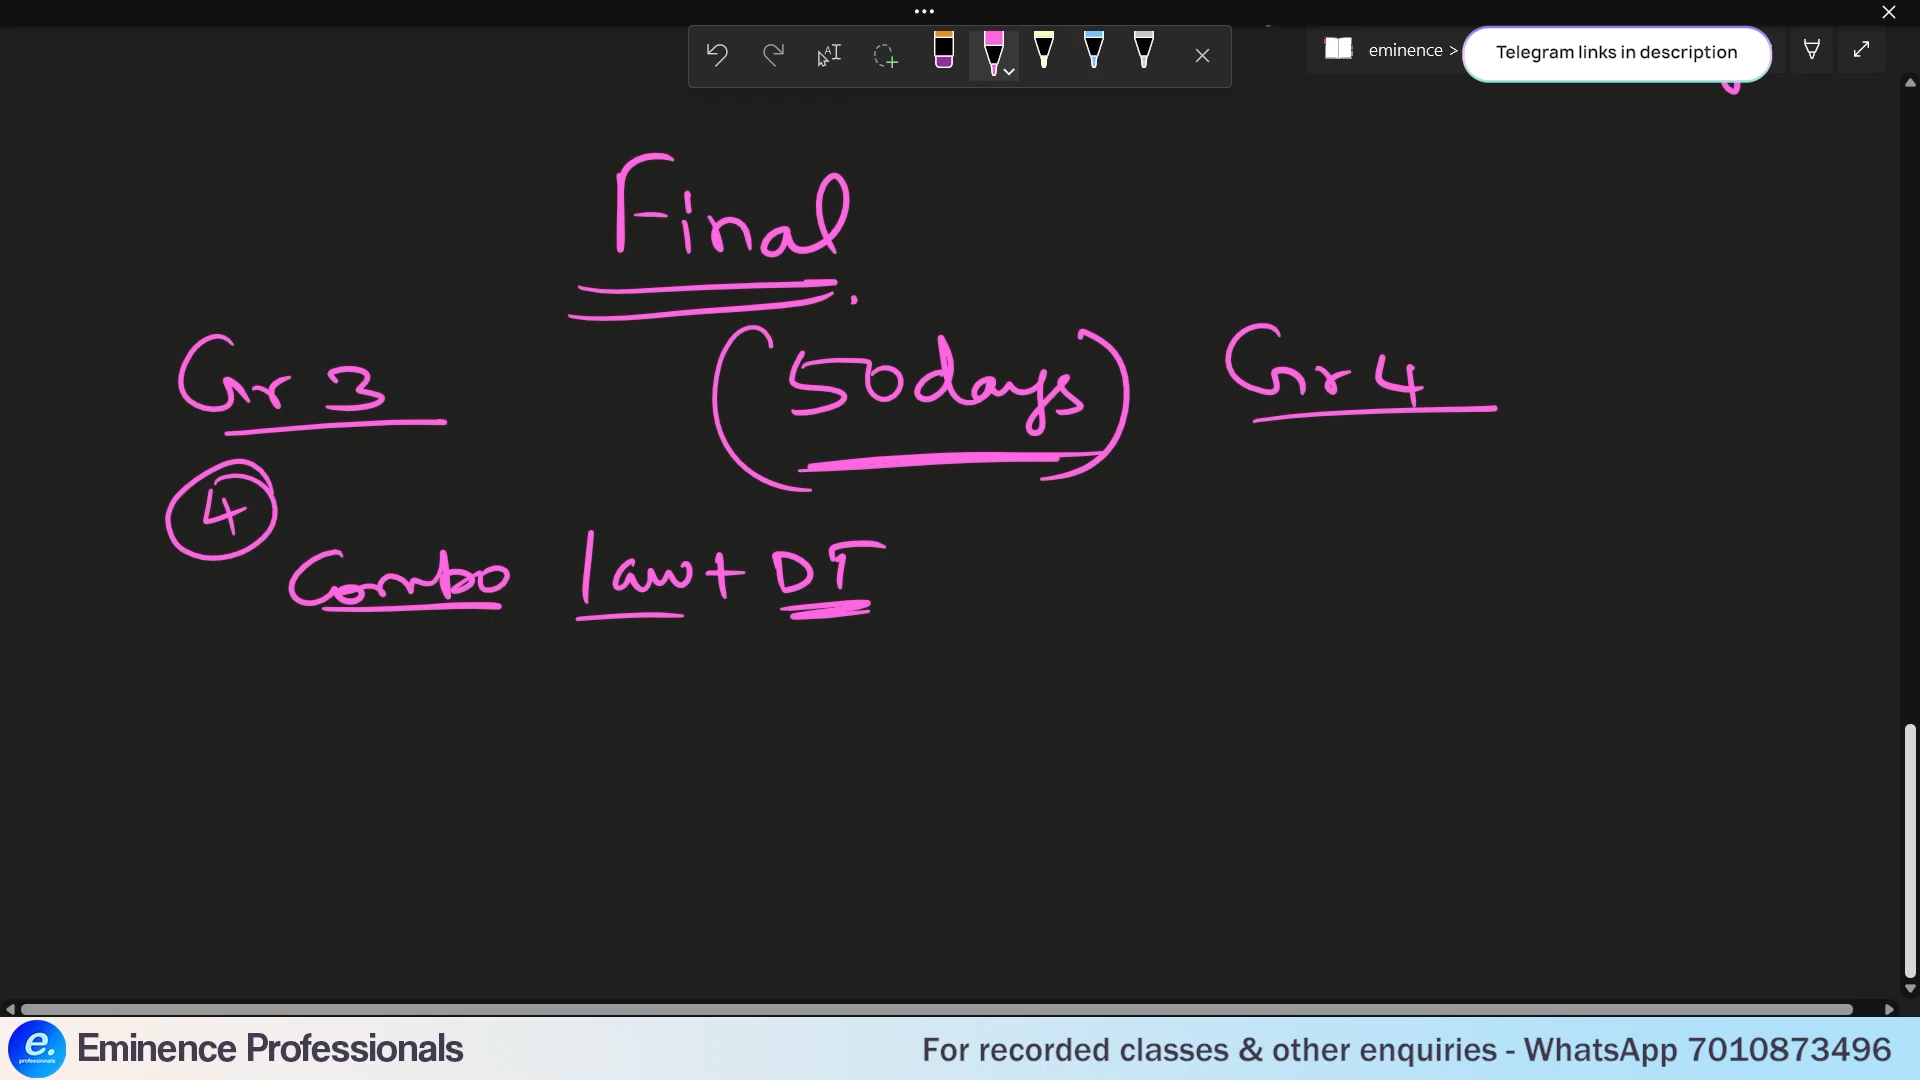 eminence >
Telegram links in description
Final.
Gr 3
(50days)
Gr 4
4
Combo law + DT
e.
professionals
Eminence Professionals
For recorded classes & other enquiries - WhatsApp 7010873496